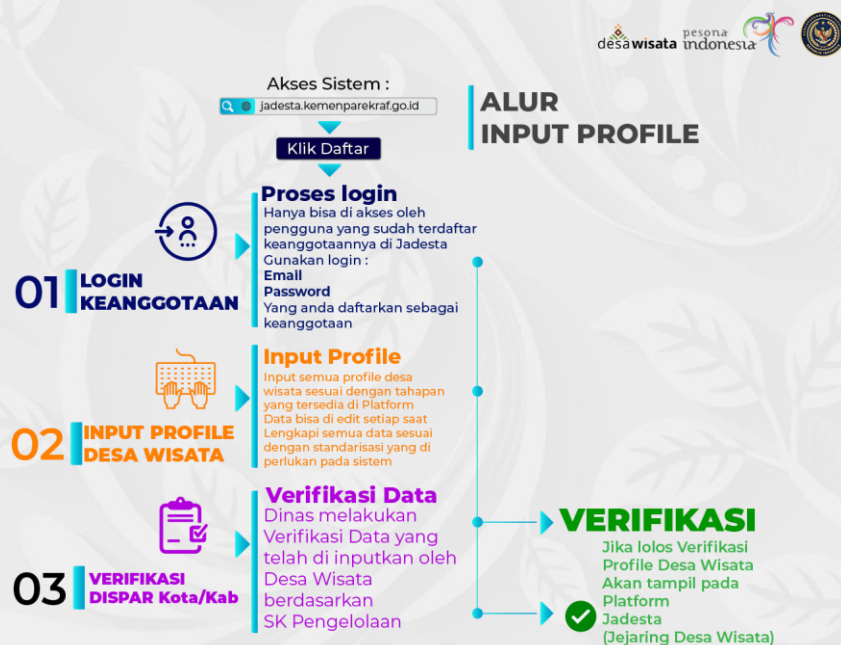 desa wisata
pesona
indonesia
Akses Sistem :
jadesta.kemenparekraf.go.id
Klik Daftar
ALUR
INPUT PROFILE
01
LOGIN
KEANGGOTAAN
Proses login
Hanya bisa di akses oleh
pengguna yang sudah terdaftar
keanggotaannya di Jadesta
Gunakan login :
Email
Password
Yang anda daftarkan sebagai
keanggotaan
02
INPUT PROFILE
DESA WISATA
Input Profile
Input semua profile desa
wisata sesuai dengan tahapan
yang tersedia di Platform
Data bisa di edit setiap saat
Lengkapi semua data sesuai
dengan standarisasi yang di
perlukan pada sistem
03
VERIFIKASI
DISPAR Kota/Kab
Verifikasi Data
Dinas melakukan
Verifikasi Data yang
telah di inputkan oleh
Desa Wisata
berdasarkan
SK Pengelolaan
VERIFIKASI
Jika lolos Verifikasi
Profile Desa Wisata
Akan tampil pada
Platform
Jadesta
(Jejaring Desa Wisata)